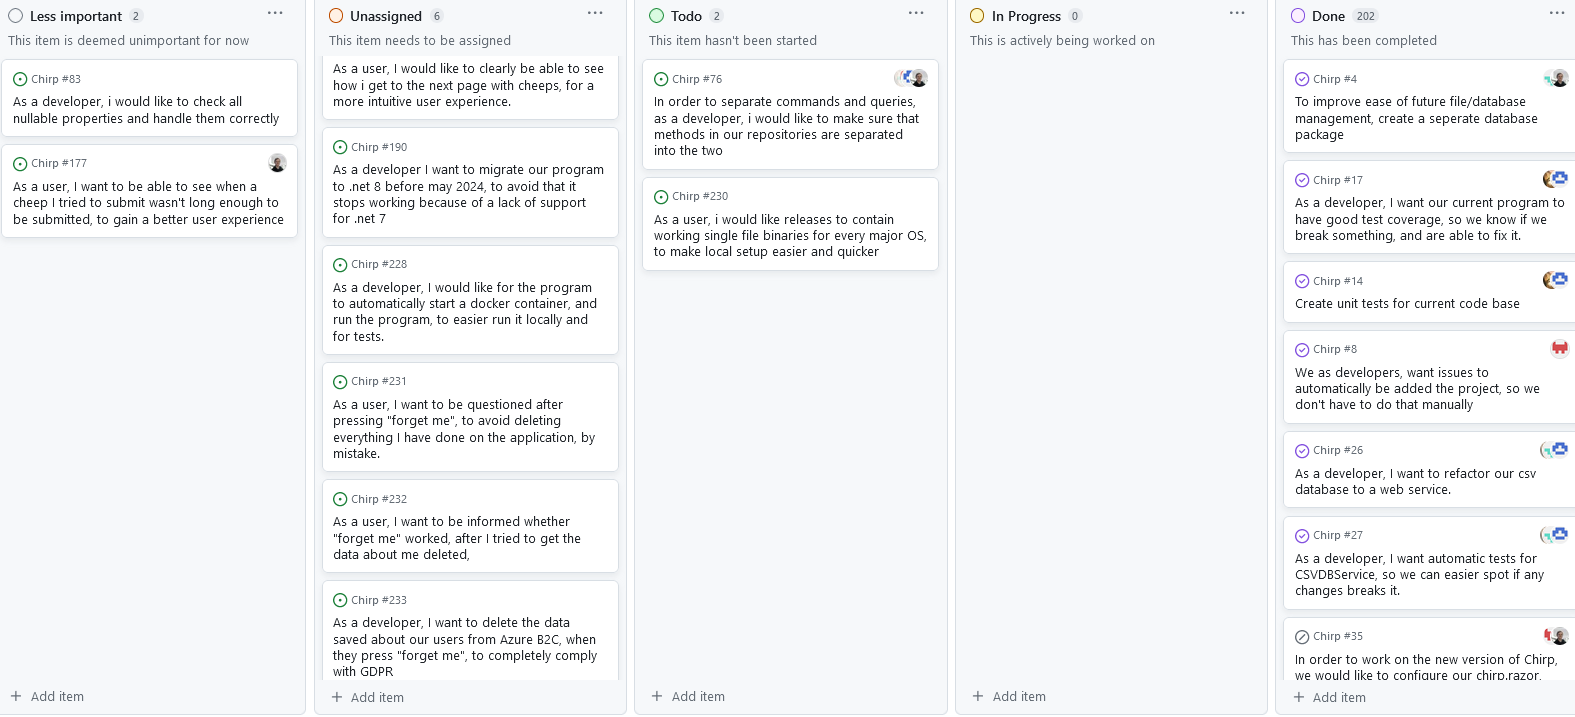 Less important 2 ...
This item is deemed unimportant for now
Chirp #83
As a developer, i would like to check all
nullable properties and handle them correctly
Chirp #177
As a user, I want to be able to see when a
cheep I tried to submit wasn't long enough to
be submitted, to gain a better user experience
+ Add item
Unassigned 6 ...
This item needs to be assigned
As a user, I would like to clearly be able to see
how i get to the next page with cheeps, for a
more intuitive user experience.
Chirp #190
As a developer I want to migrate our program
to .net 8 before may 2024, to avoid that it
stops working because of a lack of support
for .net 7
Chirp #228
As a developer, I would like for the program
to automatically start a docker container, and
run the program, to easier run it locally and
for tests.
Chirp #231
As a user, I want to be questioned after
pressing "forget me", to avoid deleting
everything I have done on the application, by
mistake.
Chirp #232
As a user, I want to be informed whether
"forget me" worked, after I tried to get the
data about me deleted,
Chirp #233
As a developer, I want to delete the data
saved about our users from Azure B2C, when
they press "forget me", to completely comply
with GDPR
+ Add item
Todo 2 ...
This item hasn't been started
Chirp #76
In order to separate commands and queries,
as a developer, i would like to make sure that
methods in our repositories are separated
into the two
Chirp #230
As a user, i would like releases to contain
working single file binaries for every major OS,
to make local setup easier and quicker
+ Add item
In Progress 0 ...
This is actively being worked on
+ Add item
Done 202 ...
This has been completed
Chirp #4
To improve ease of future file/database
management, create a seperate database
package
Chirp #17
As a developer, I want our current program to
have good test coverage, so we know if we
break something, and are able to fix it.
Chirp #14
Create unit tests for current code base
Chirp #8
We as developers, want issues to
automatically be added the project, so we
don't have to do that manually
Chirp #26
As a developer, I want to refactor our csv
database to a web service.
Chirp #27
As a developer, I want automatic tests for
CSVDBService, so we can easier spot if any
changes breaks it.
Chirp #35
In order to work on the new version of Chirp,
we would like to configure our chirp.razor,
+ Add item